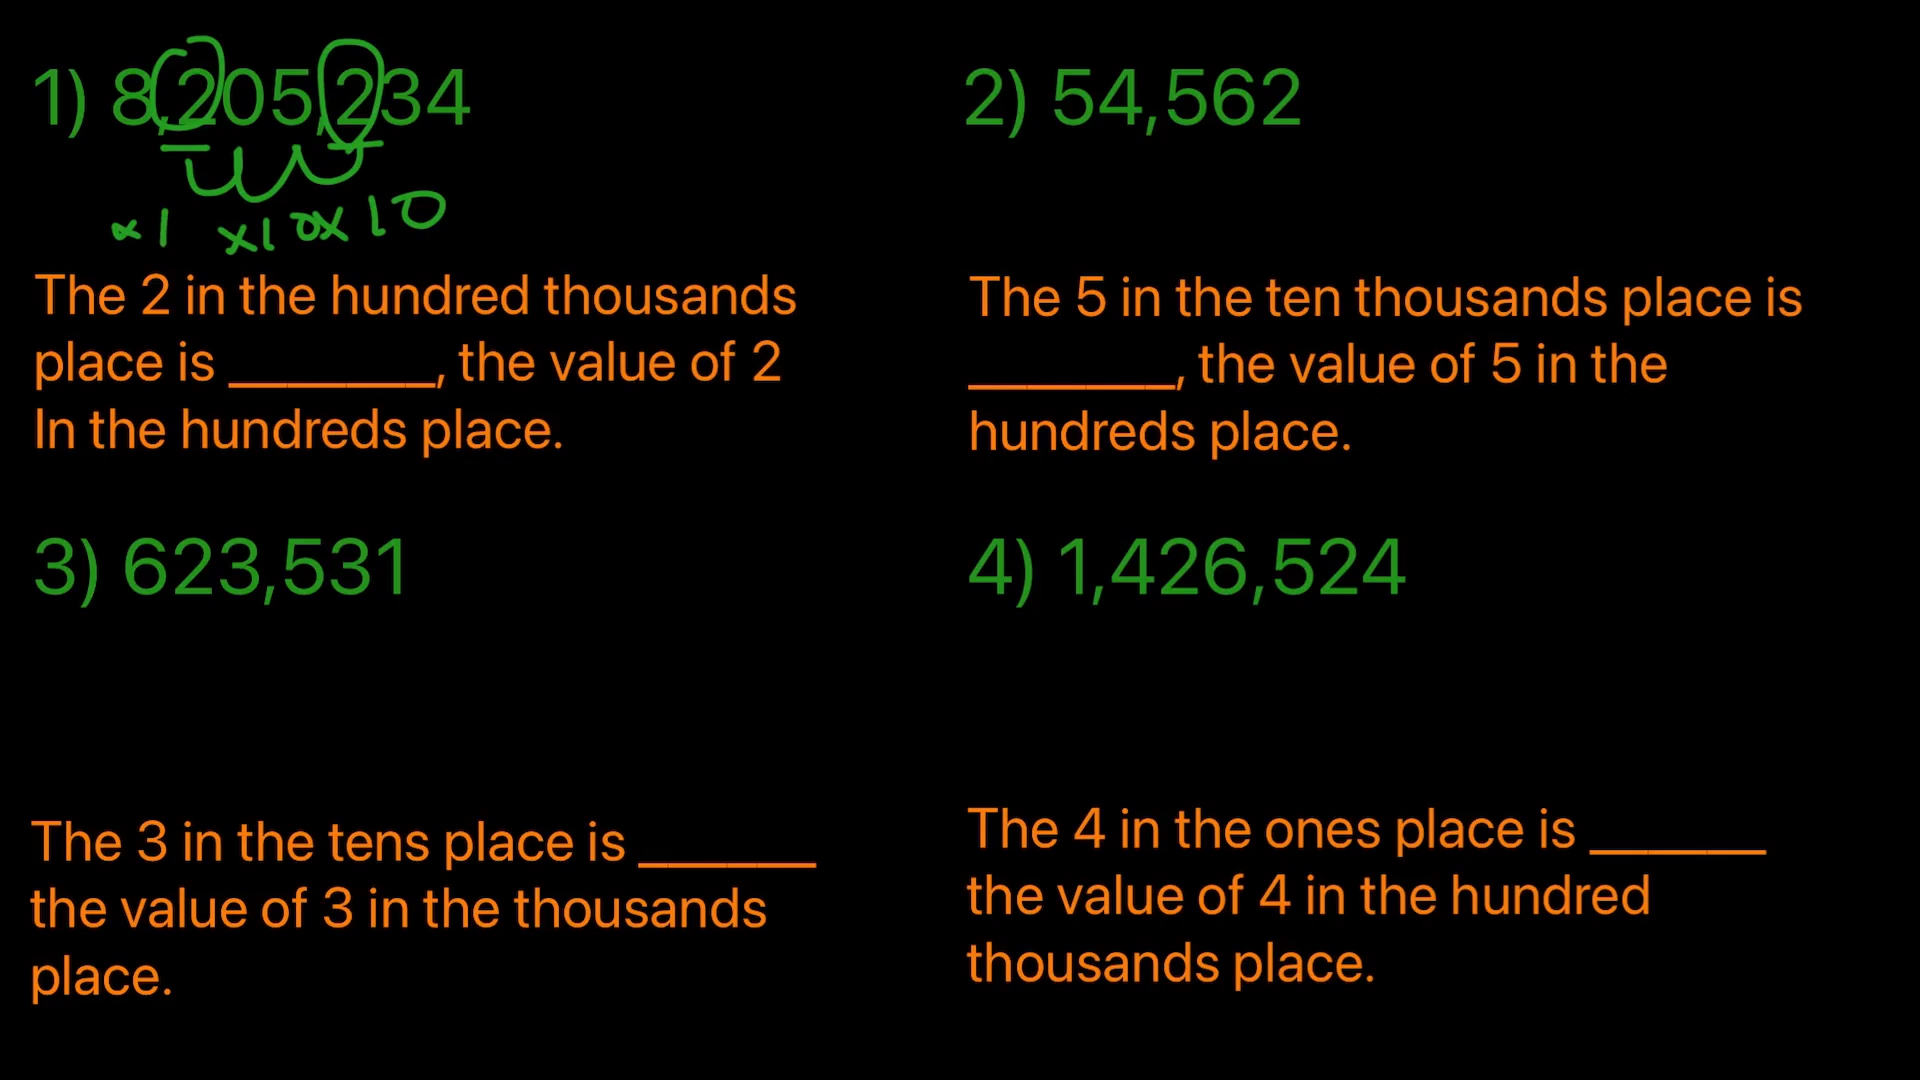 1) 8,205,234
×1 ×10×10
The 2 in the hundred thousands
place is ________, the value of 2
In the hundreds place.
2) 54,562
The 5 in the ten thousands place is
________, the value of 5 in the
hundreds place.
3) 623,531
The 3 in the tens place is _______
the value of 3 in the thousands
place.
4) 1,426,524
The 4 in the ones place is _______
the value of 4 in the hundred
thousands place.